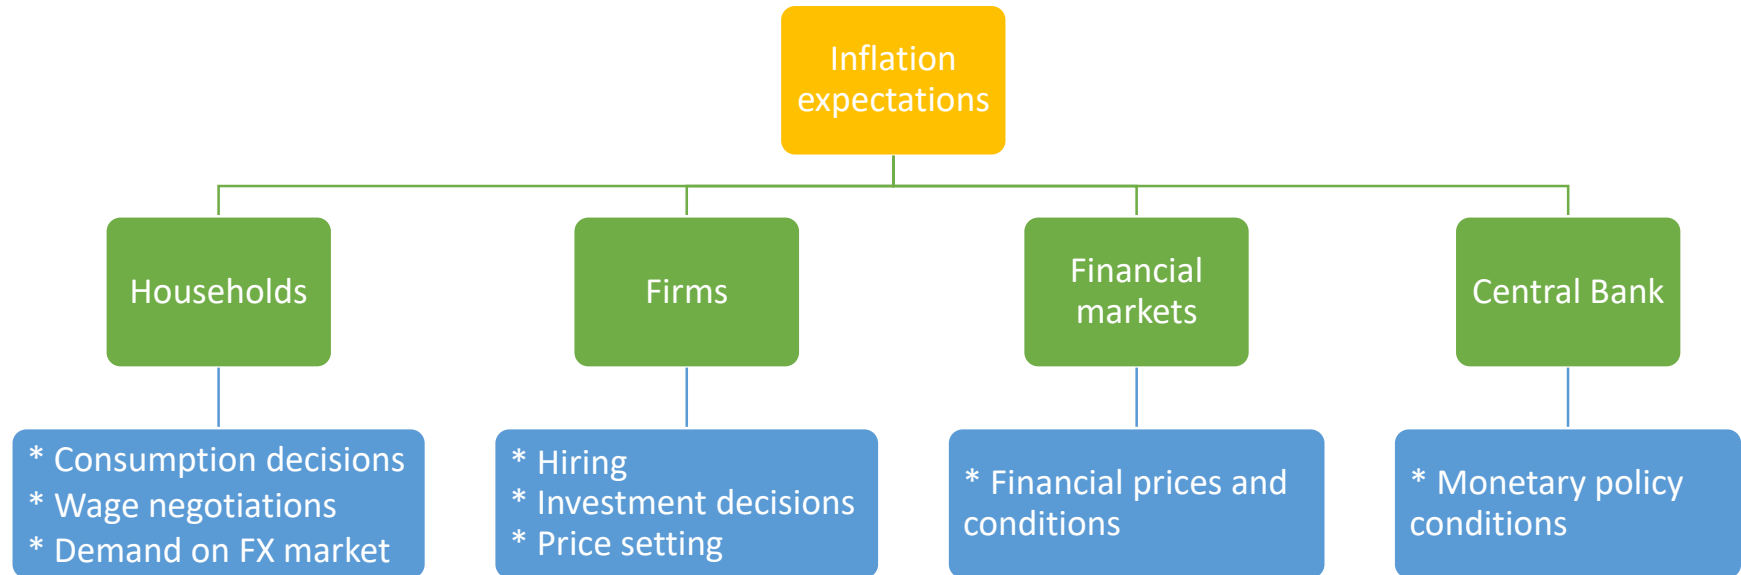 Inflation
expectations
Households
Firms
Financial
markets
Central Bank
* Consumption decisions
* Wage negotiations
* Demand on FX market
* Hiring
* Investment decisions
* Price setting
* Financial prices and
conditions
* Monetary policy
conditions